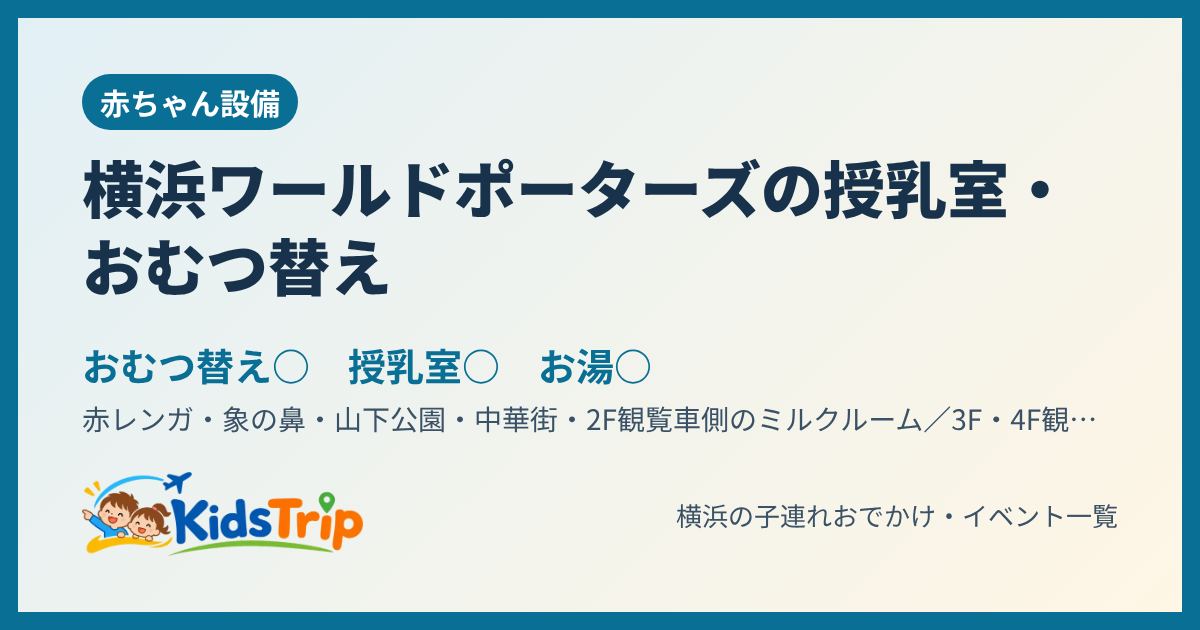 赤ちゃん設備
横浜ワールドポーターズの授乳室・
おむつ替え
おむつ替え○　授乳室○　お湯○
赤レンガ・象の鼻・山下公園・中華街・2F観覧車側のミルクルーム／3F・4F観…
KidsTrip
横浜の子連れおでかけ・イベント一覧